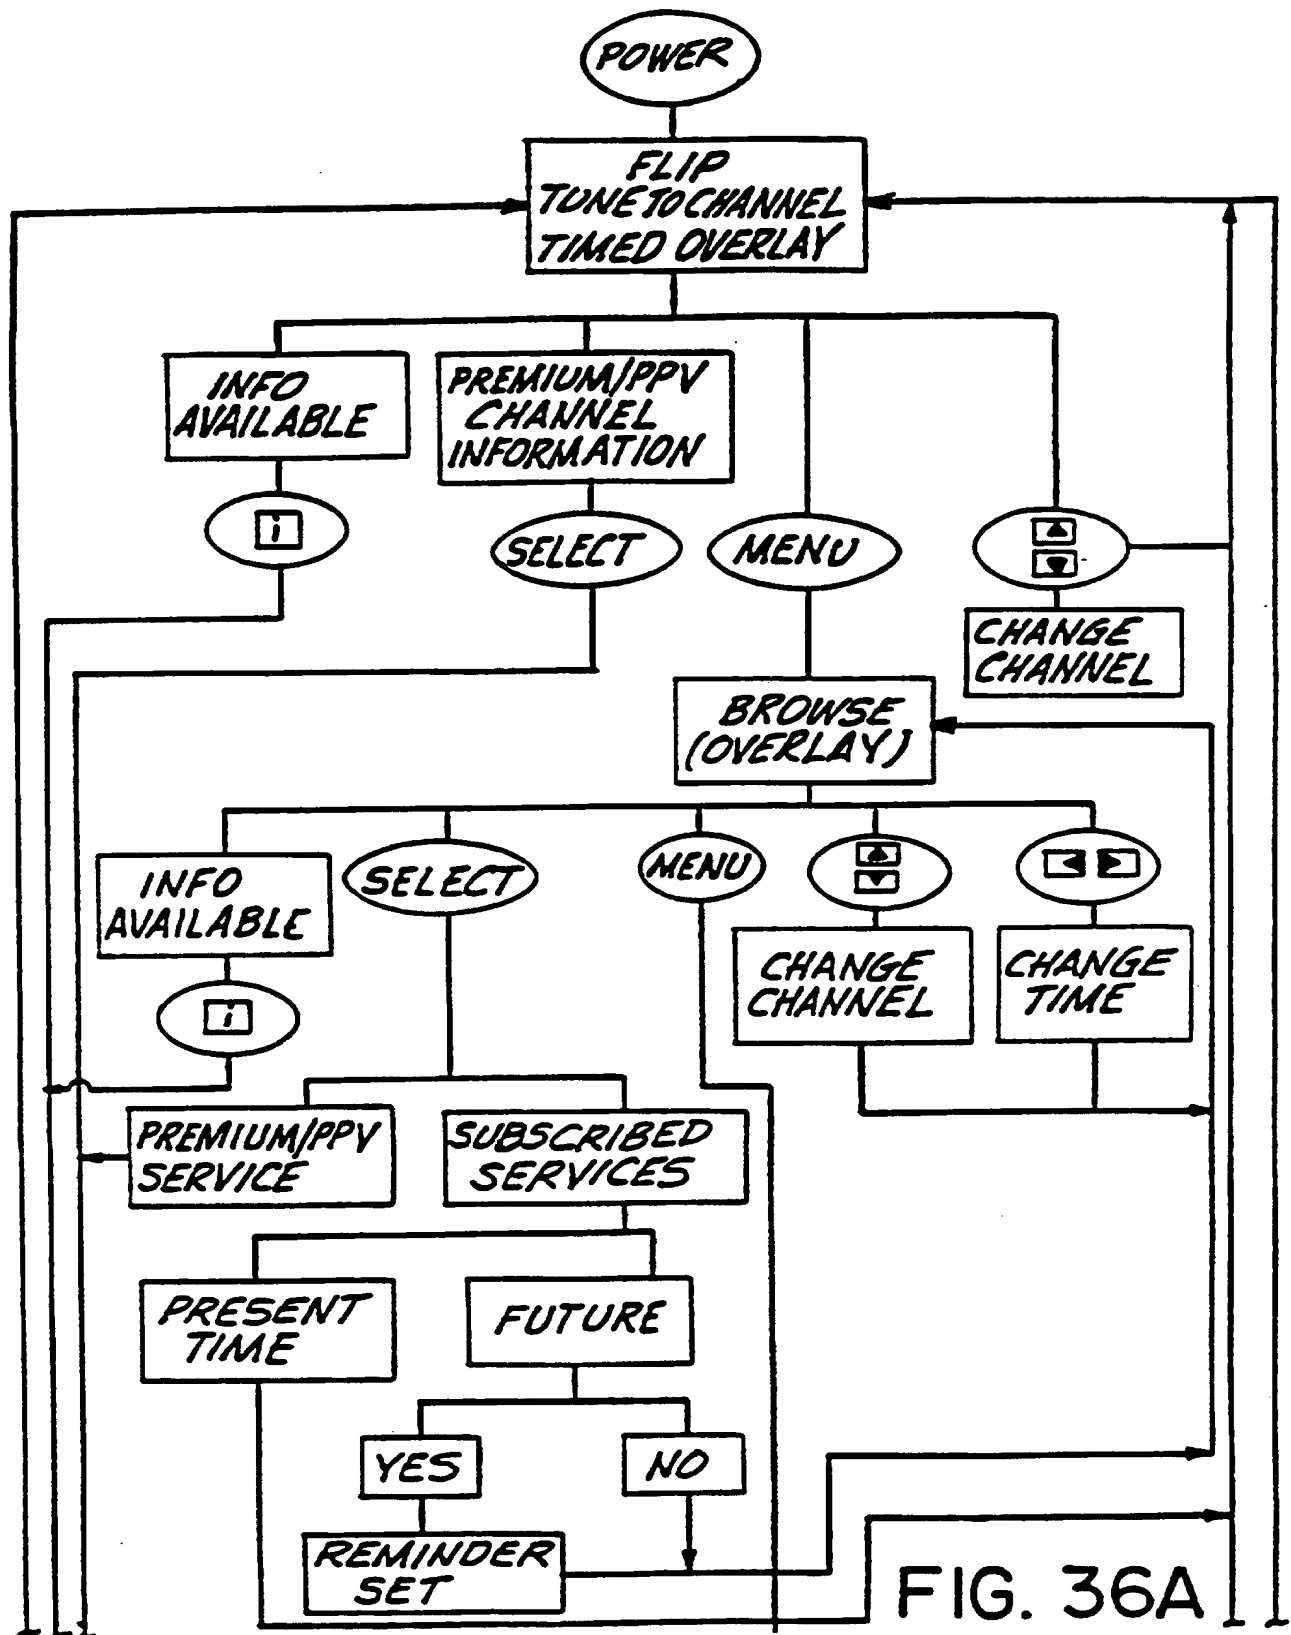 POWER
FLIP
TUNE TO CHANNEL
TIMED OVERLAY
INFO
AVAILABLE
PREMIUM/PPV
CHANNEL
INFORMATION
i
SELECT
MENU
CHANGE
CHANNEL
BROWSE
(OVERLAY)
INFO
AVAILABLE
SELECT
MENU
CHANGE
CHANNEL
CHANGE
TIME
i
PREMIUM/PPV
SERVICE
SUBSCRIBED
SERVICES
PRESENT
TIME
FUTURE
YES
NO
REMINDER
SET
FIG. 36A